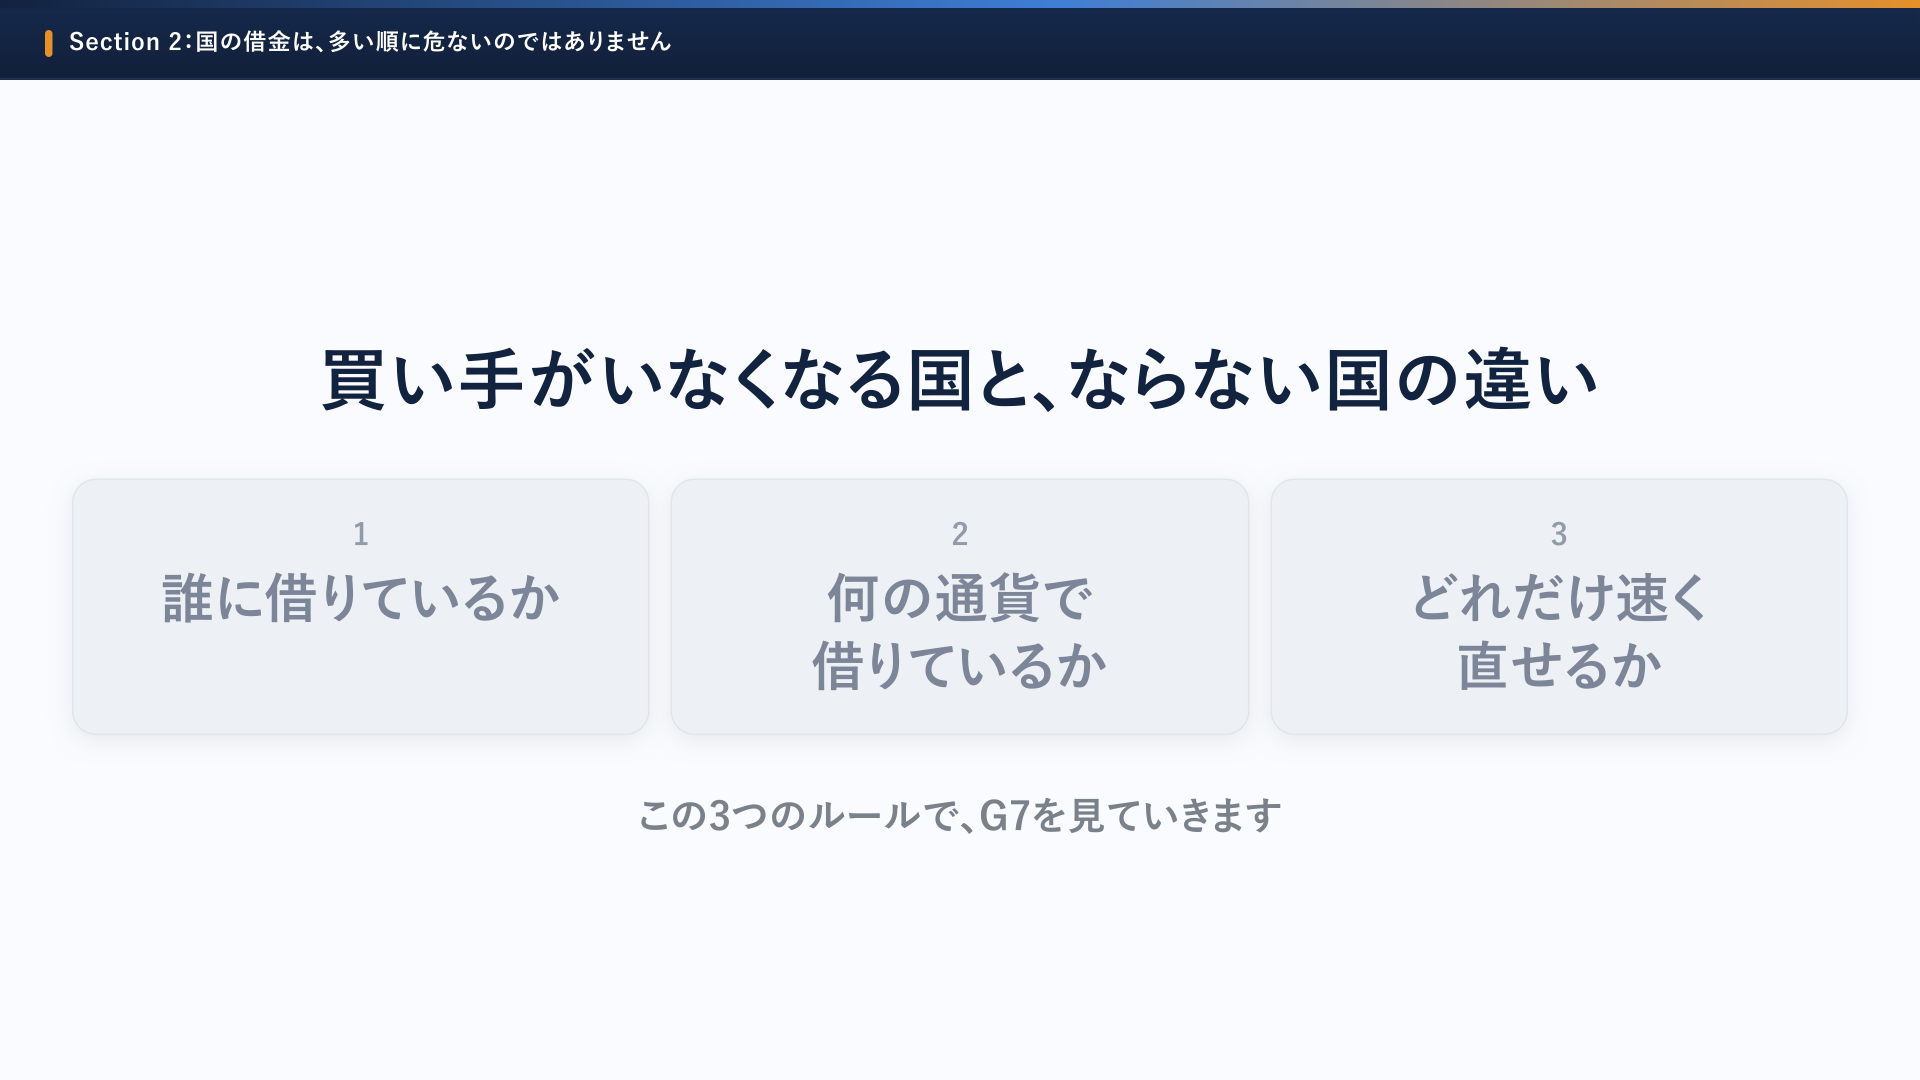 Section 2：国の借金は、多い順に危ないのではありません
買い手がいなくなる国と、ならない国の違い
1
誰に借りているか
2
何の通貨で
借りているか
3
どれだけ速く
直せるか
この3つのルールで、G7を見ていきます